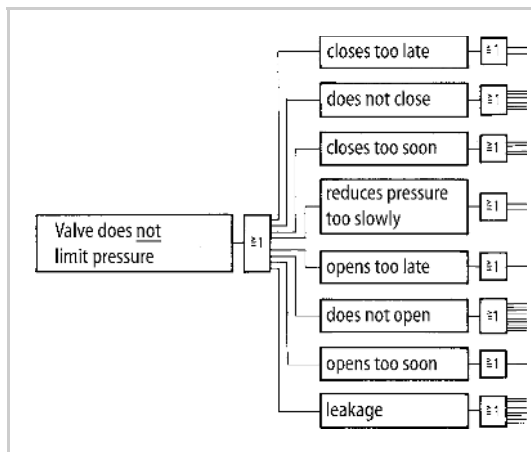 closes too late
≥1
does not close
≥1
closes too soon
≥1
reduces pressure
too slowly
≥1
Valve does not
limit pressure
≥1
opens too late
≥1
does not open
≥1
opens too soon
≥1
leakage
≥1